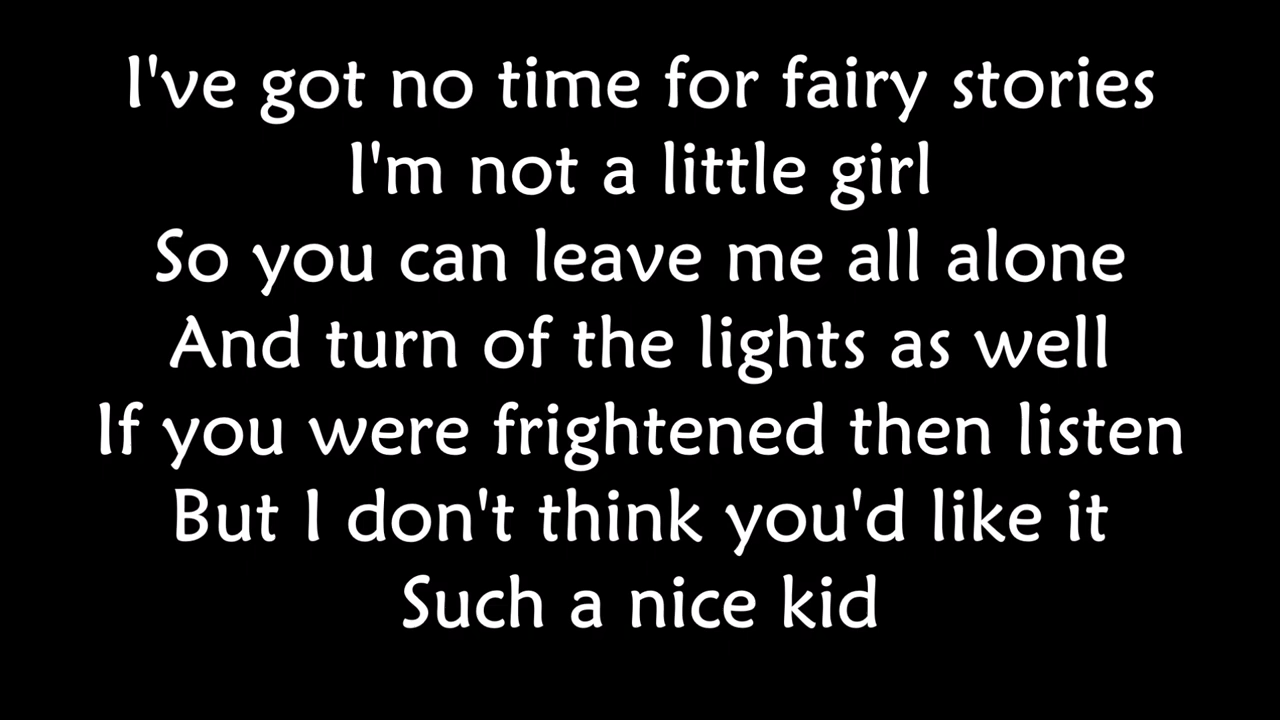 I've got no time for fairy stories
I'm not a little girl
So you can leave me all alone
And turn of the lights as well
If you were frightened then listen
But I don't think you'd like it
Such a nice kid